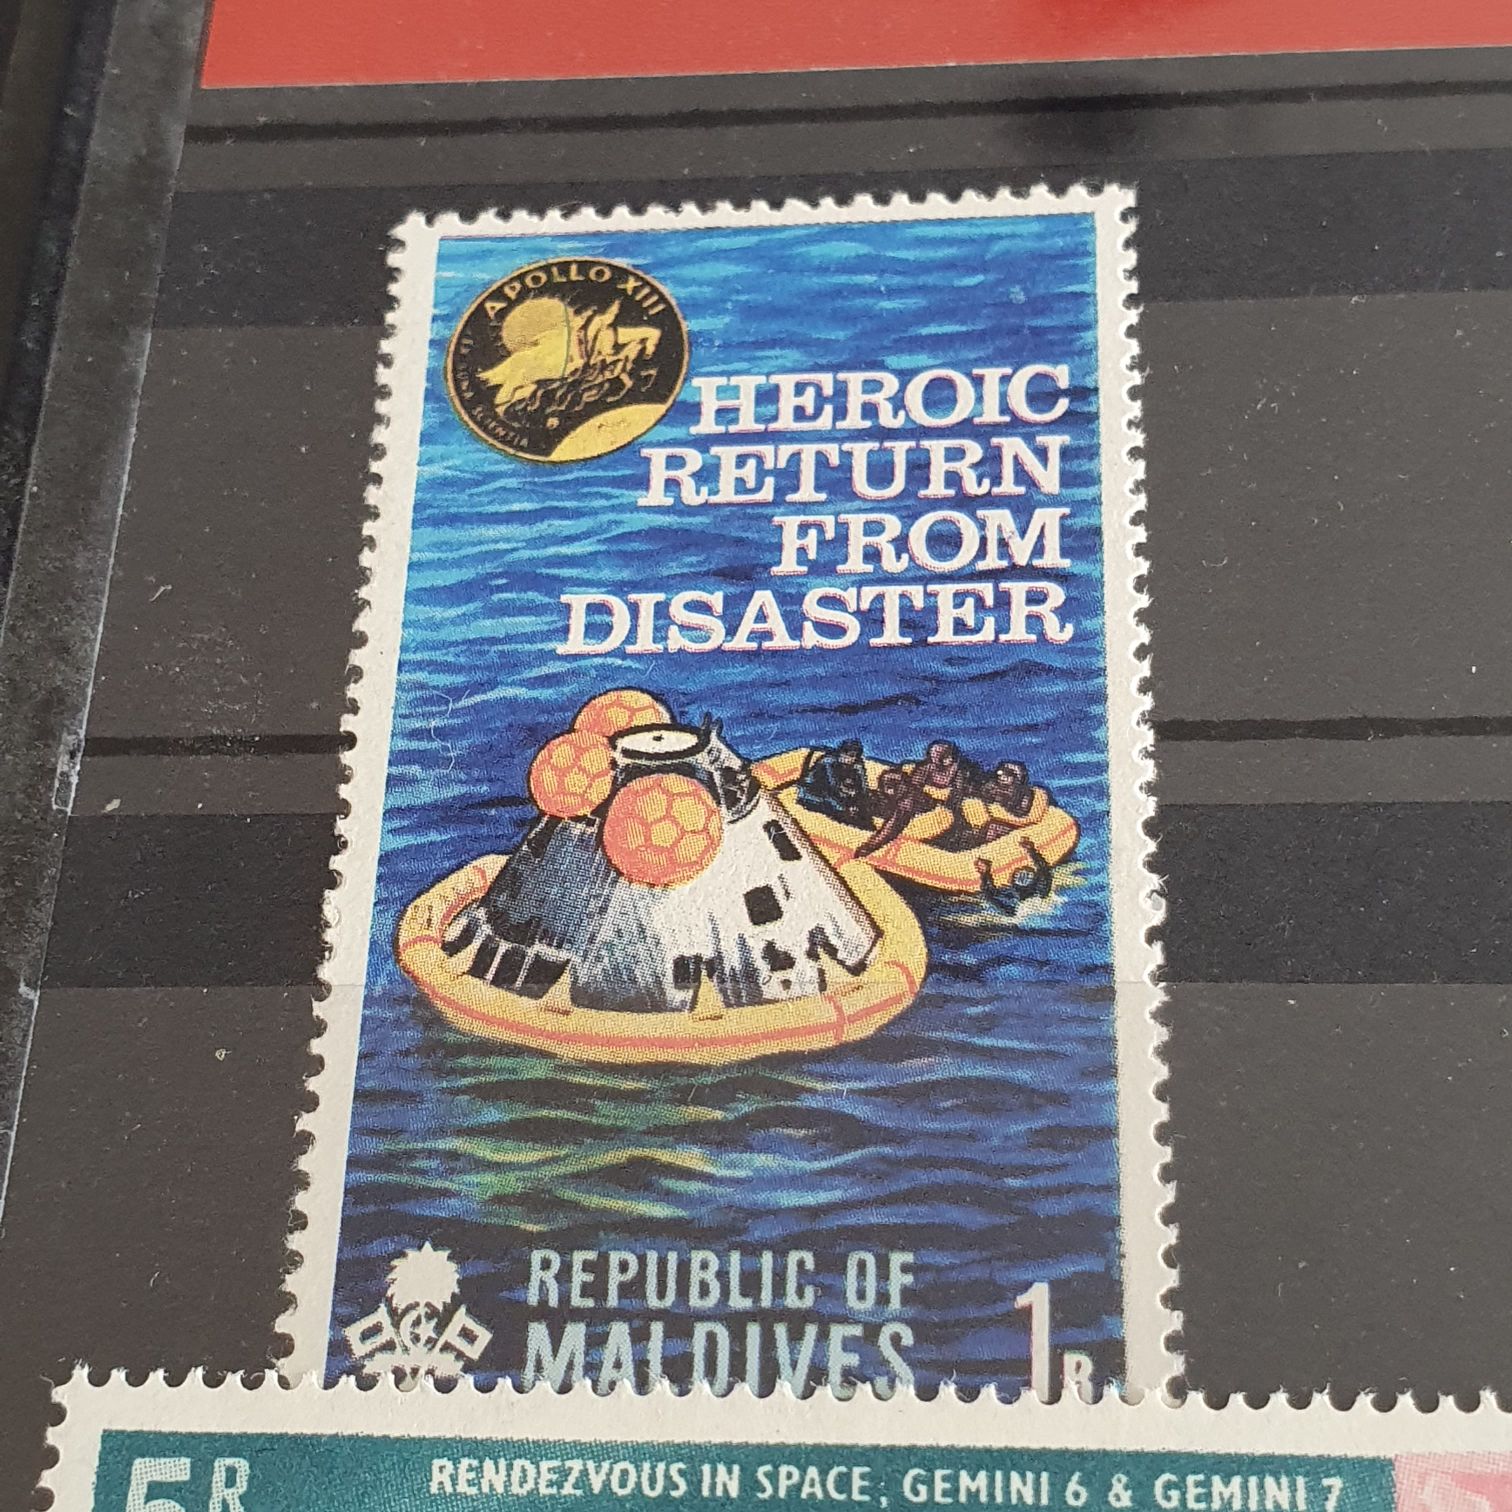 APOLLO XIII
HEROIC
RETURN
FROM
DISASTER
REPUBLIC OF
MALDIVES
1R
5R
RENDEZVOUS IN SPACE, GEMINI 6 & GEMINI 7